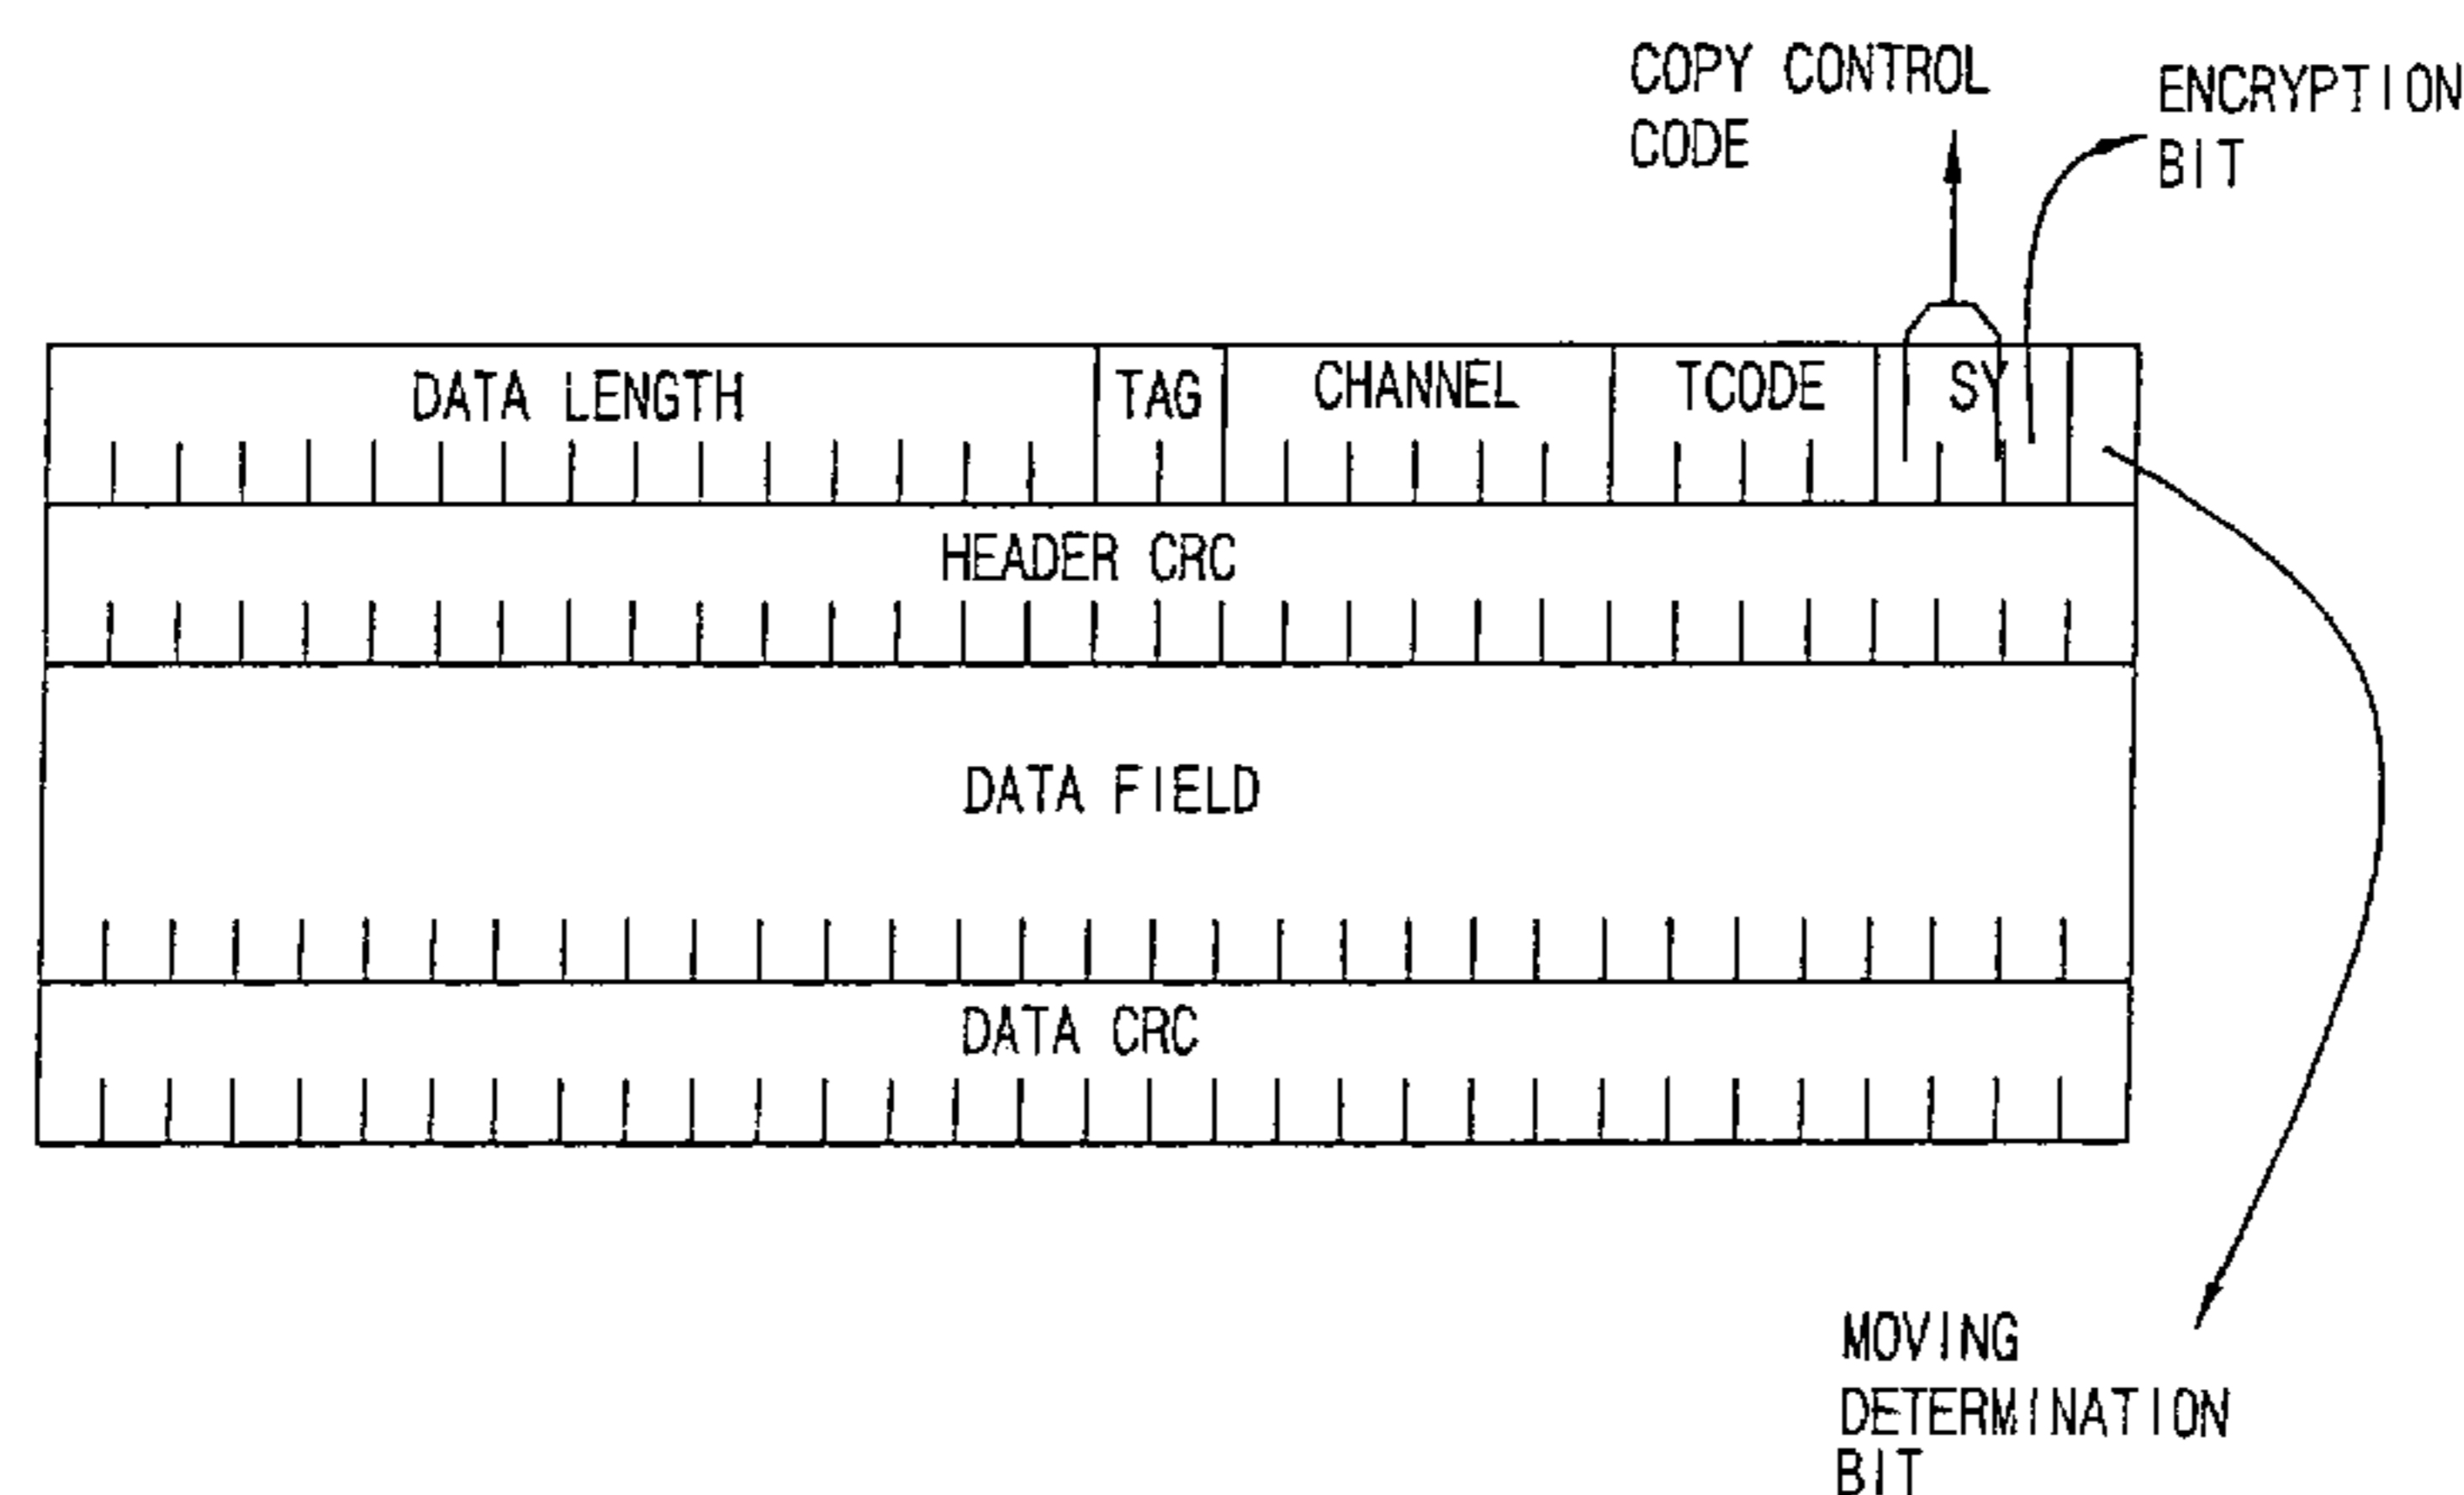 COPY CONTROL
CODE
ENCRYPTION
BIT
DATA LENGTH
TAG
CHANNEL
TCODE
SY
HEADER CRC
DATA FIELD
DATA CRC
MOVING
DETERMINATION
BIT